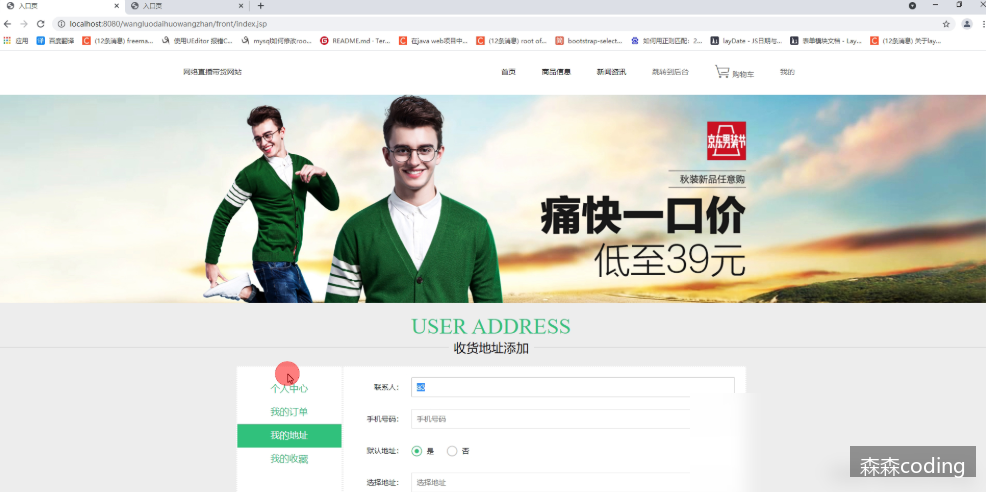 入口页
入口页
localhost:8080/wangluodaihuowangzhan/front/index.jsp
应用 百度翻译 (12条消息) freema... 使用UEditor 报错C... mysql如何修改roo... README.md · Ter... 在java web项目中... (12条消息) root of... bootstrap-select... 如何用正则匹配：2... layDate - JS日期与... 表单模块文档 - Lay... (12条消息) 关于lay...
网络直播带货网站 首页 商品信息 新闻资讯 跳转到后台 购物车 我的
京东男装节
秋装新品任意购
痛快一口价
低至39元
USER ADDRESS
收货地址添加
个人中心
我的订单
我的地址
我的收藏
联系人：
手机号码： 手机号码
默认地址： 是 否
选择地址： 选择地址
森森coding